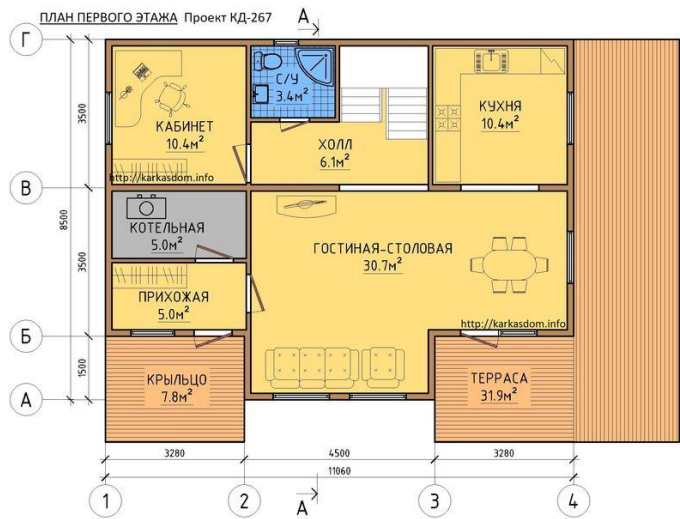 ПЛАН ПЕРВОГО ЭТАЖА Проект КД-267
А
Г
С/У
3.4м²
КУХНЯ
10.4м²
КАБИНЕТ
10.4м²
ХОЛЛ
6.1м²
3500
http://karkasdom.info
В
8500
КОТЕЛЬНАЯ
5.0м²
ГОСТИНАЯ-СТОЛОВАЯ
30.7м²
3500
ПРИХОЖАЯ
5.0м²
http://karkasdom.info
Б
1500
КРЫЛЬЦО
7.8м²
ТЕРРАСА
31.9м²
А
3280
4500
3280
11060
1
2
А
3
4